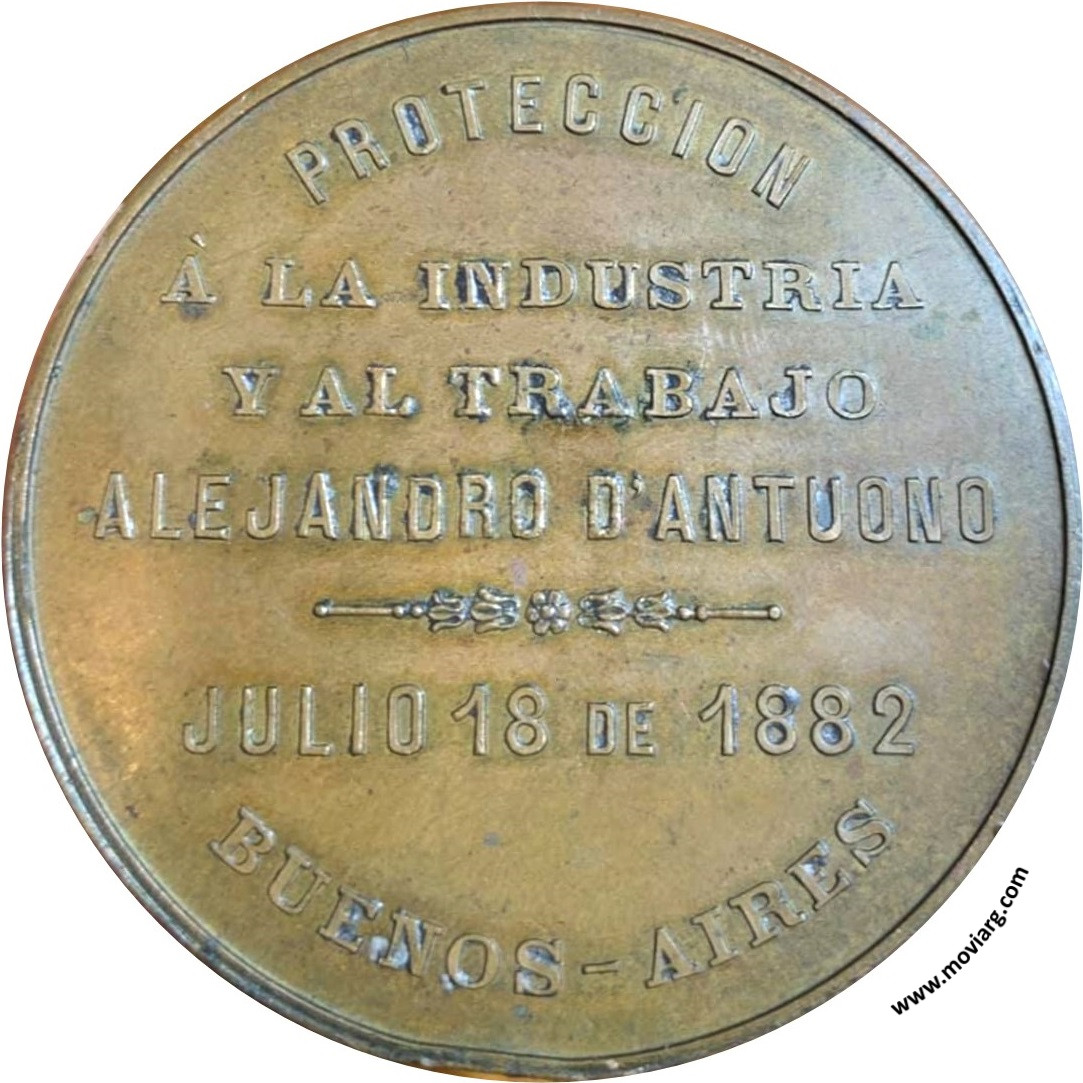 PROTECCION
À LA INDUSTRIA
Y AL TRABAJO
ALEJANDRO D'ANTUONO
JULIO 18 DE 1882
BUENOS-AIRES
www.moviarg.com